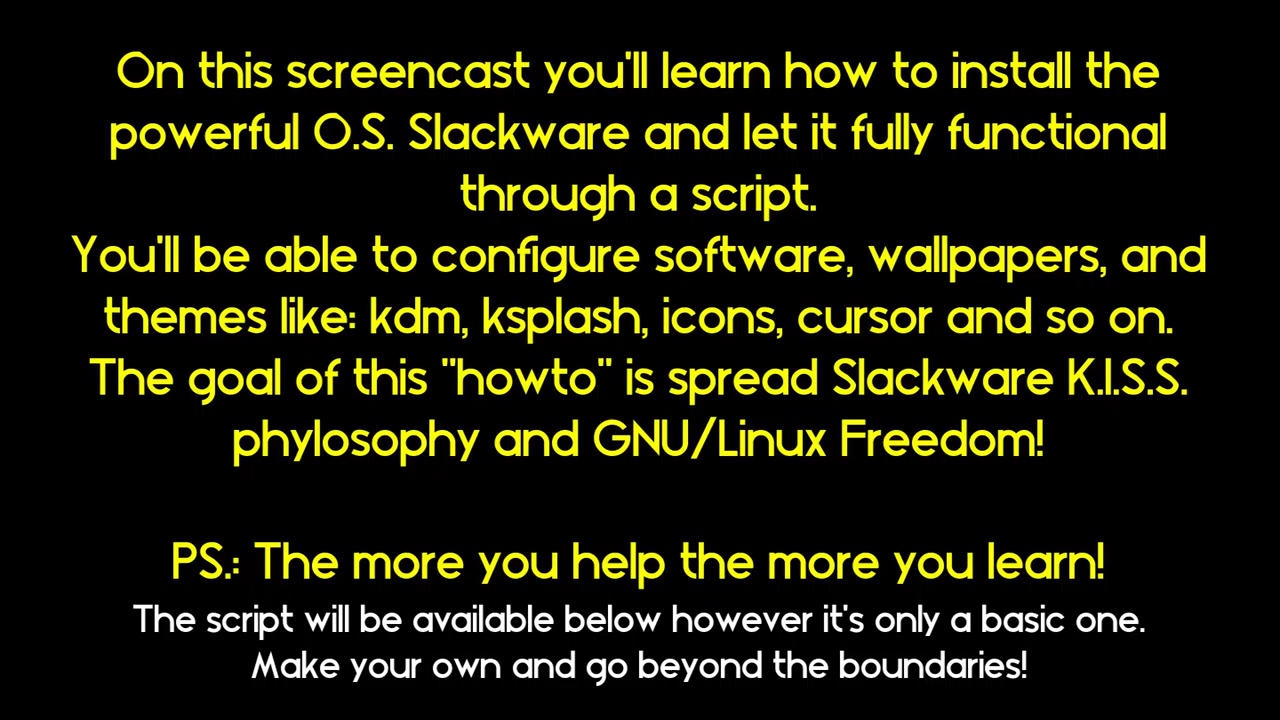 On this screencast you'll learn how to install the
powerful O.S. Slackware and let it fully functional
through a script.
You'll be able to configure software, wallpapers, and
themes like: kdm, ksplash, icons, cursor and so on.
The goal of this "howto" is spread Slackware K.I.S.S.
phylosophy and GNU/Linux Freedom!
PS.: The more you help the more you learn!
The script will be available below however it's only a basic one.
Make your own and go beyond the boundaries!